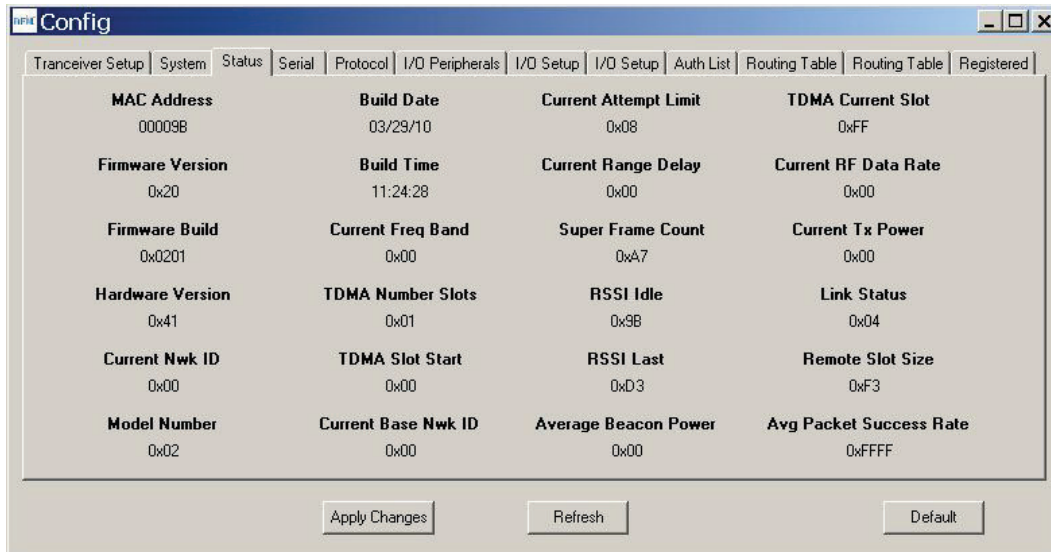 Config
Tranceiver Setup System Status Serial Protocol I/O Peripherals I/O Setup I/O Setup Auth List Routing Table Routing Table Registered
MAC Address Build Date Current Attempt Limit TDMA Current Slot
00009B 03/29/10 0x08 0xFF
Firmware Version Build Time Current Range Delay Current RF Data Rate
0x20 11:24:28 0x00 0x00
Firmware Build Current Freq Band Super Frame Count Current Tx Power
0x0201 0x00 0xA7 0x00
Hardware Version TDMA Number Slots RSSI Idle Link Status
0x41 0x01 0x9B 0x04
Current Nwk ID TDMA Slot Start RSSI Last Remote Slot Size
0x00 0x00 0xD3 0xF3
Model Number Current Base Nwk ID Average Beacon Power Avg Packet Success Rate
0x02 0x00 0x00 0xFFFF
Apply Changes Refresh Default